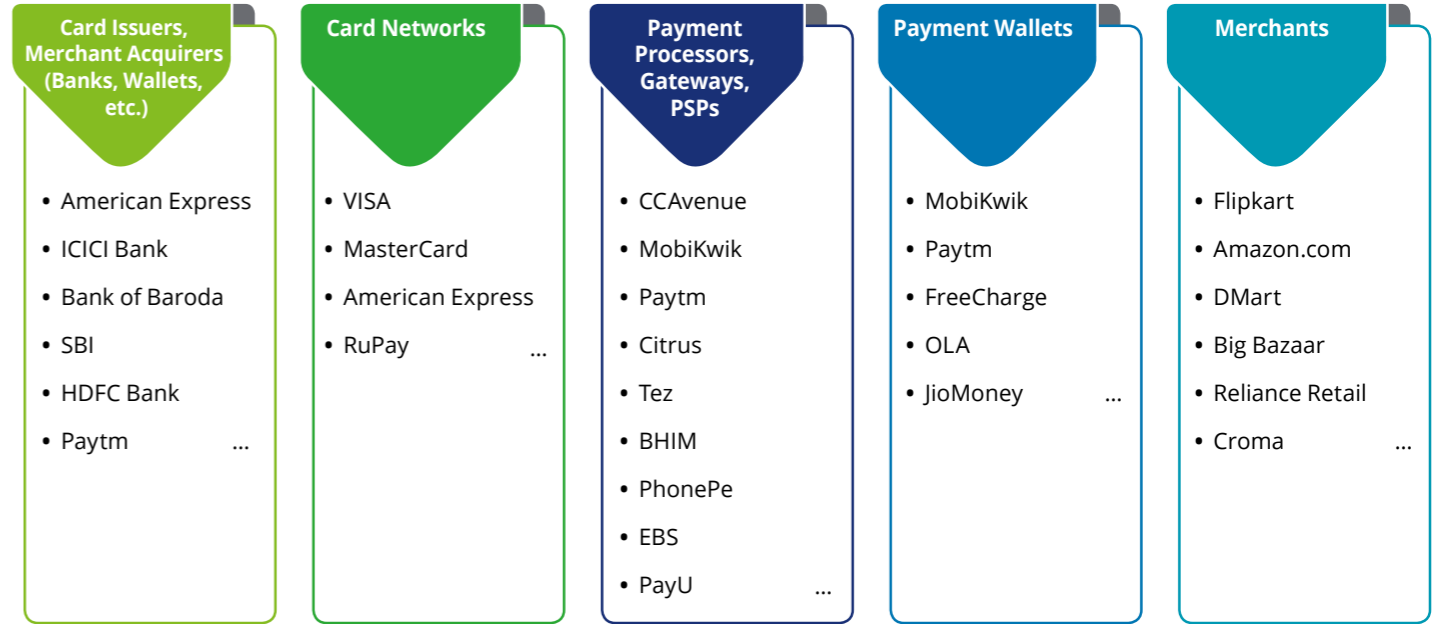 Card Issuers,
Merchant Acquirers
(Banks, Wallets,
etc.)
• American Express
• ICICI Bank
• Bank of Baroda
• SBI
• HDFC Bank
• Paytm ...
Card Networks
• VISA
• MasterCard
• American Express
• RuPay ...
Payment
Processors,
Gateways,
PSPs
• CCAvenue
• MobiKwik
• Paytm
• Citrus
• Tez
• BHIM
• PhonePe
• EBS
• PayU ...
Payment Wallets
• MobiKwik
• Paytm
• FreeCharge
• OLA
• JioMoney ...
Merchants
• Flipkart
• Amazon.com
• DMart
• Big Bazaar
• Reliance Retail
• Croma ...